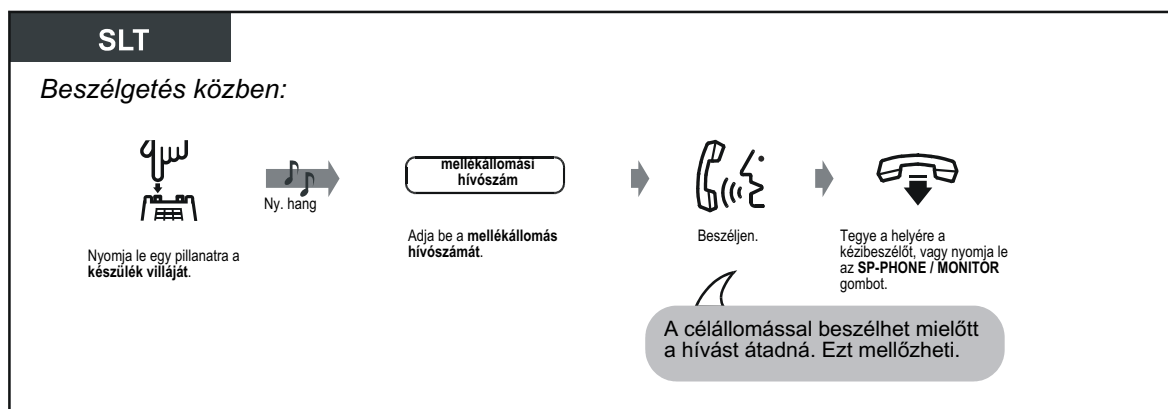 SLT
Beszélgetés közben:
Ny. hang
mellékállomási
hívószám
Nyomja le egy pillanatra a
készülék villáját.
Adja be a mellékállomás
hívószámát.
Beszéljen.
Tegye a helyére a
kézibeszélőt, vagy nyomja le
az SP-PHONE / MONITOR
gombot.
A célállomással beszélhet mielőtt
a hívást átadná. Ezt mellőzheti.